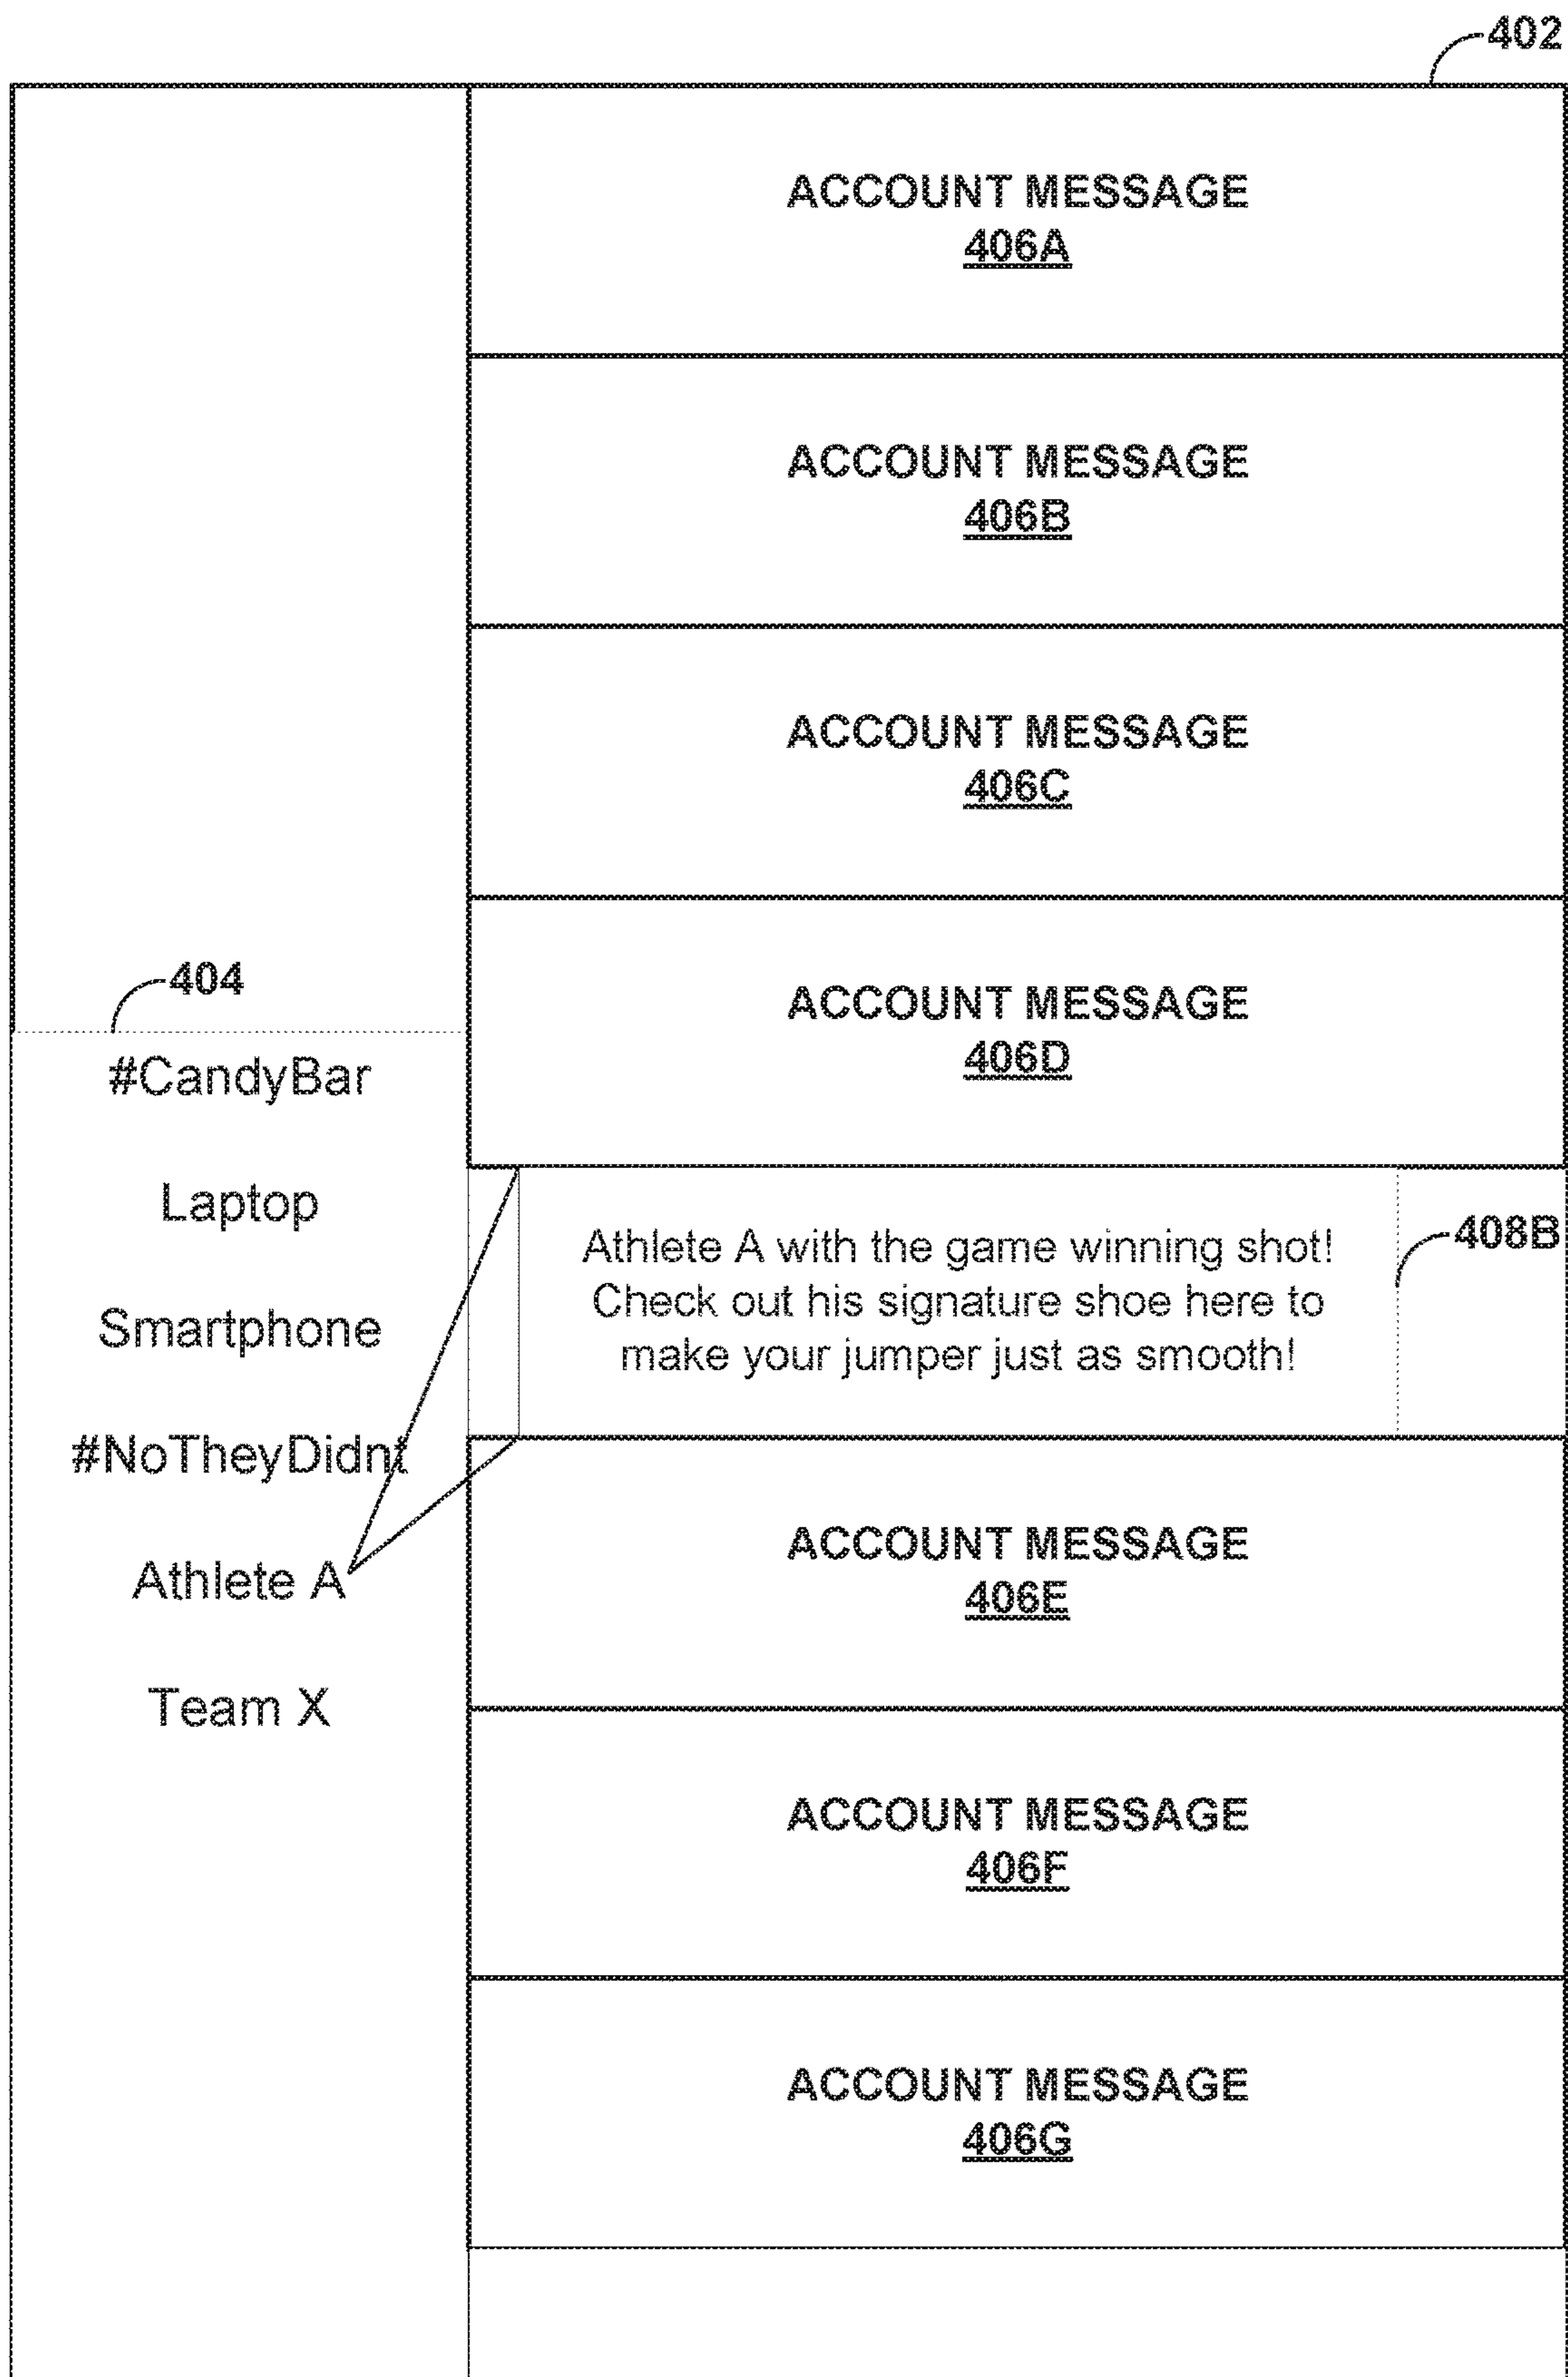 402
ACCOUNT MESSAGE
406A
ACCOUNT MESSAGE
406B
ACCOUNT MESSAGE
406C
ACCOUNT MESSAGE
406D
404
#CandyBar
Laptop
Smartphone
#NoTheyDidnt
Athlete A
Team X
Athlete A with the game winning shot!
Check out his signature shoe here to
make your jumper just as smooth!
408B
ACCOUNT MESSAGE
406E
ACCOUNT MESSAGE
406F
ACCOUNT MESSAGE
406G